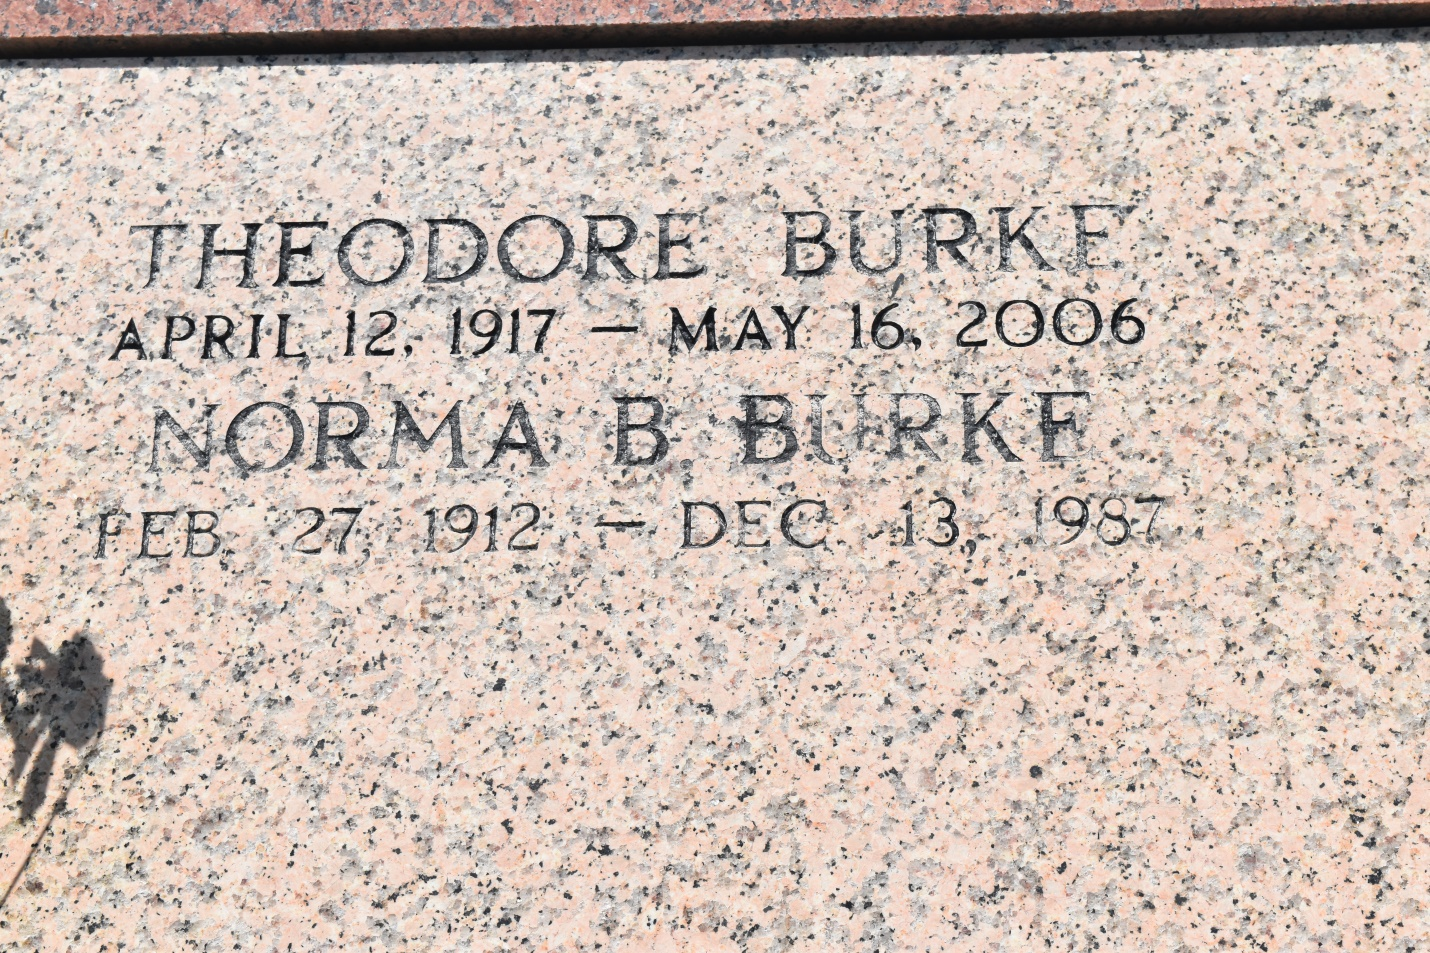 THEODORE BURKE
APRIL 12, 1917 — MAY 16, 2006
NORMA B. BURKE
FEB. 27, 1912 — DEC 13, 1987